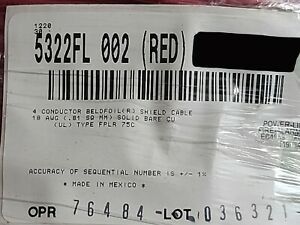 1220
5322FL 002 (RED)
4 CONDUCTOR BELDFOIL(R) SHIELD CABLE
18 AWG (.81 SQ MM) SOLID BARE CU
(UL) TYPE FPLR 75C
ACCURACY OF SEQUENTIAL NUMBER IS +/- 1%
* MADE IN MEXICO *
OPR 76484 -LOT 036321